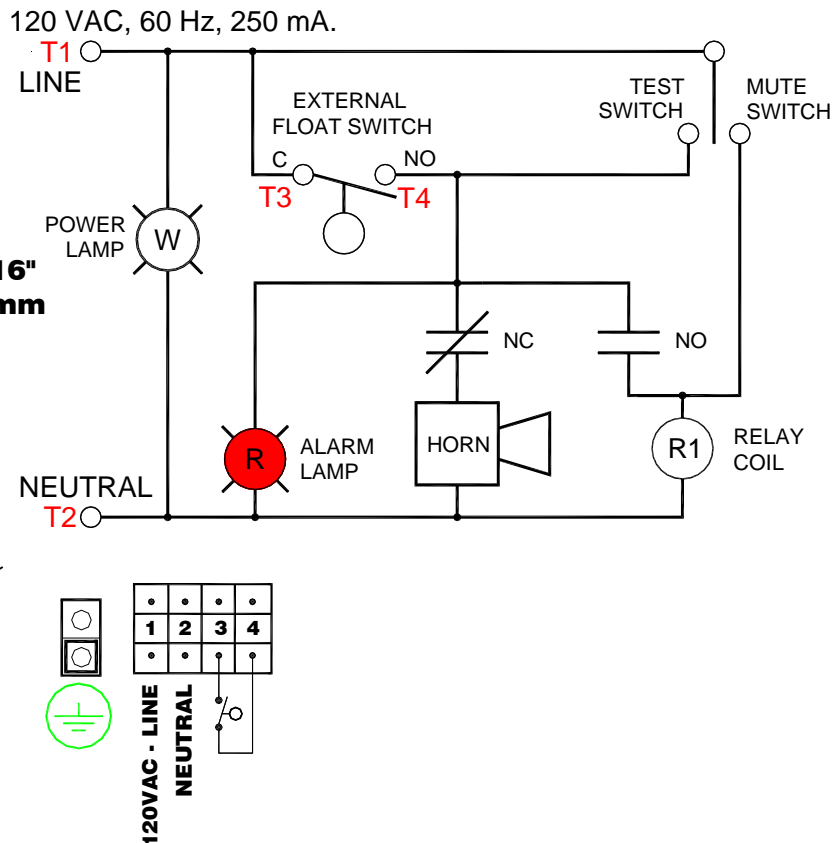 120 VAC, 60 Hz, 250 mA.
T1
LINE
EXTERNAL
FLOAT SWITCH
TEST
SWITCH
MUTE
SWITCH
C
NO
T3
T4
POWER
LAMP
W
16"
mm
NC
NO
R
ALARM
LAMP
HORN
R1
RELAY
COIL
NEUTRAL
T2
1 2 3 4
120VAC - LINE
NEUTRAL